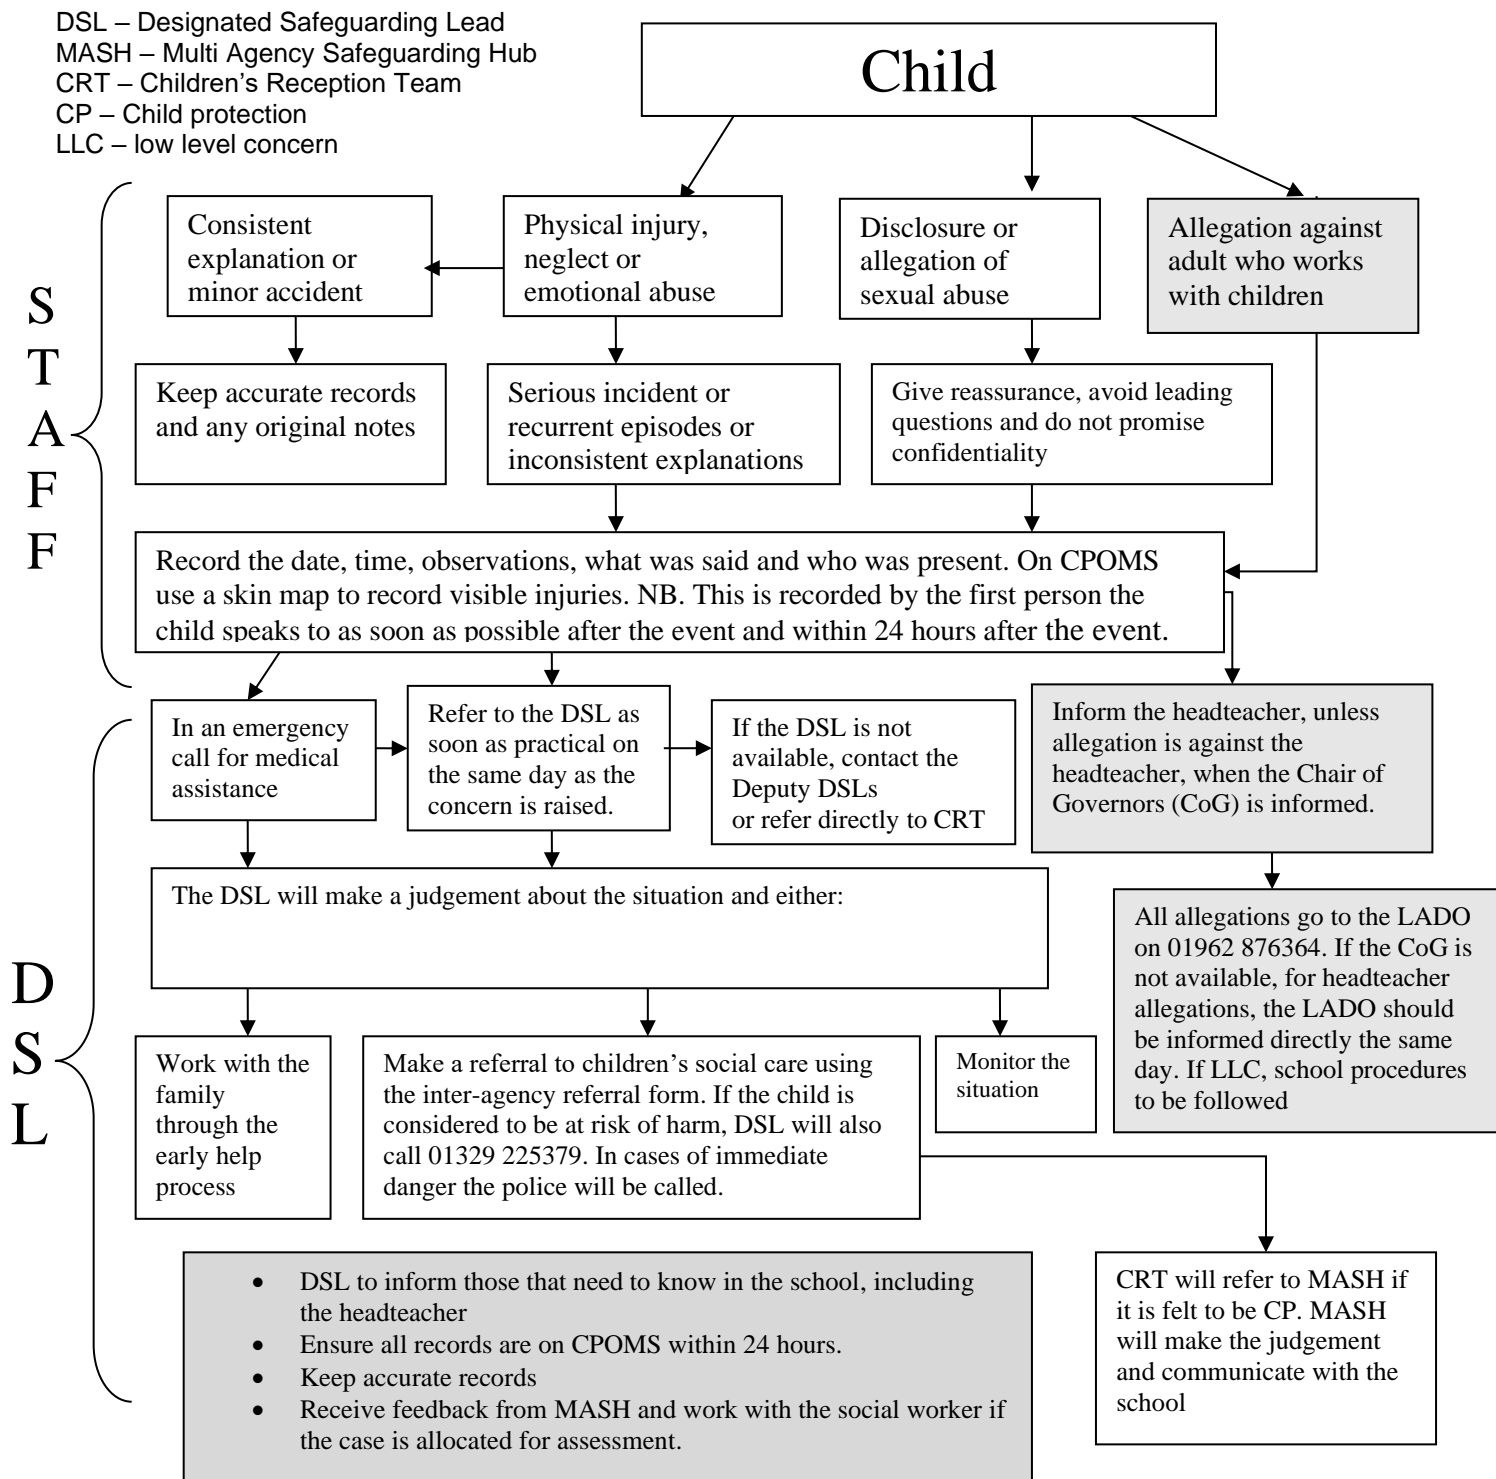 DSL – Designated Safeguarding Lead
MASH – Multi Agency Safeguarding Hub
CRT – Children's Reception Team
CP – Child protection
LLC – low level concern
Child
S
T
A
F
F
Consistent
explanation or
minor accident
Physical injury,
neglect or
emotional abuse
Disclosure or
allegation of
sexual abuse
Allegation against
adult who works
with children
Keep accurate records
and any original notes
Serious incident or
recurrent episodes or
inconsistent explanations
Give reassurance, avoid leading
questions and do not promise
confidentiality
Record the date, time, observations, what was said and who was present. On CPOMS
use a skin map to record visible injuries. NB. This is recorded by the first person the
child speaks to as soon as possible after the event and within 24 hours after the event.
D
S
L
In an emergency
call for medical
assistance
Refer to the DSL as
soon as practical on
the same day as the
concern is raised.
If the DSL is not
available, contact the
Deputy DSLs
or refer directly to CRT
Inform the headteacher, unless
allegation is against the
headteacher, when the Chair of
Governors (CoG) is informed.
The DSL will make a judgement about the situation and either:
All allegations go to the LADO
on 01962 876364. If the CoG is
not available, for headteacher
allegations, the LADO should
be informed directly the same
day. If LLC, school procedures
to be followed
Work with the
family
through the
early help
process
Make a referral to children's social care using
the inter-agency referral form. If the child is
considered to be at risk of harm, DSL will also
call 01329 225379. In cases of immediate
danger the police will be called.
Monitor the
situation
• DSL to inform those that need to know in the school, including
the headteacher
• Ensure all records are on CPOMS within 24 hours.
• Keep accurate records
• Receive feedback from MASH and work with the social worker if
the case is allocated for assessment.
CRT will refer to MASH if
it is felt to be CP. MASH
will make the judgement
and communicate with the
school